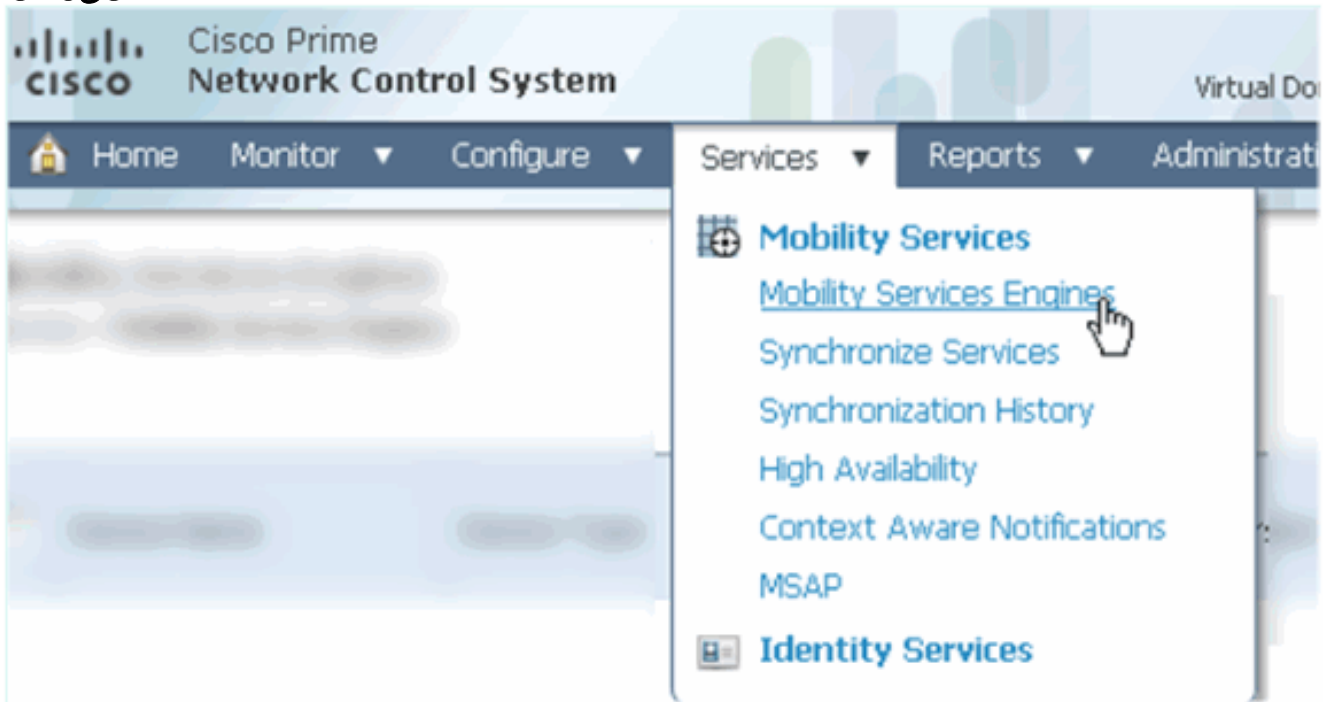 CISCO
Cisco Prime
Network Control System
Virtual
Home Monitor Configure Services Reports
Mobility Services
Mobility Services Engines
Synchronize Services
Synchronization History
High Availability
Context Aware Notifications
MSAP
Identity Services